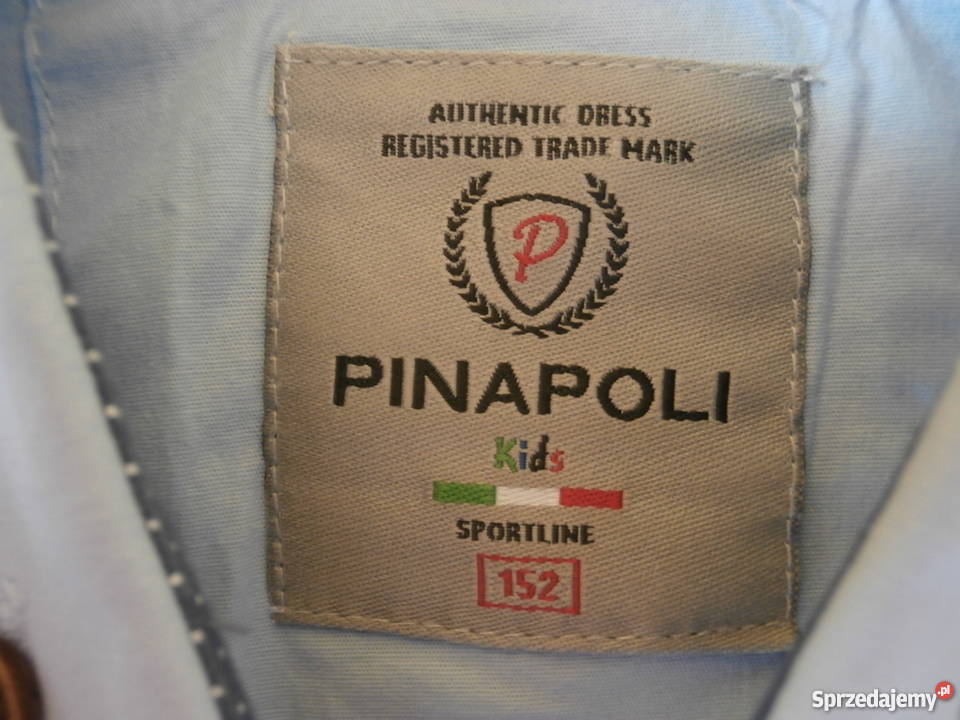 AUTHENTIC DRESS
REGISTERED TRADE MARK
P
PINAPOLI
Kids
SPORTLINE
152
Sprzedajemy.pl